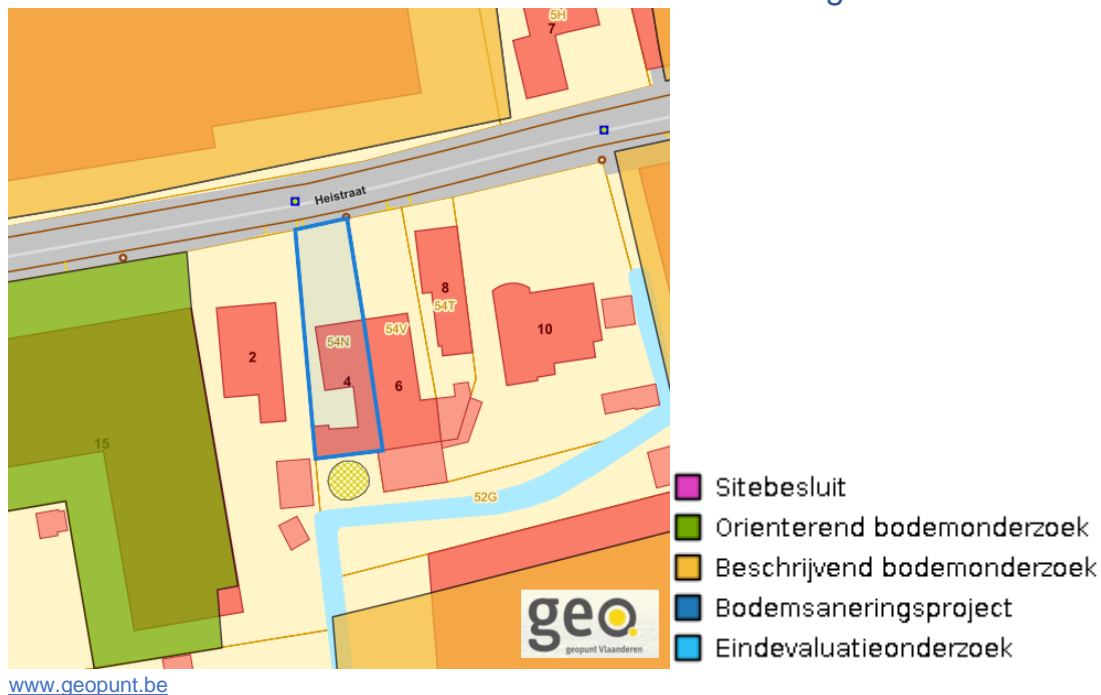 5H
7
Heistraat
8
54T
54V
54N
10
2
4
6
15
52G
geo.
geopunt Vlaanderen
Sitebesluit
Orienterend bodemonderzoek
Beschrijvend bodemonderzoek
Bodemsaneringsproject
Eindevaluatieonderzoek
www.geopunt.be